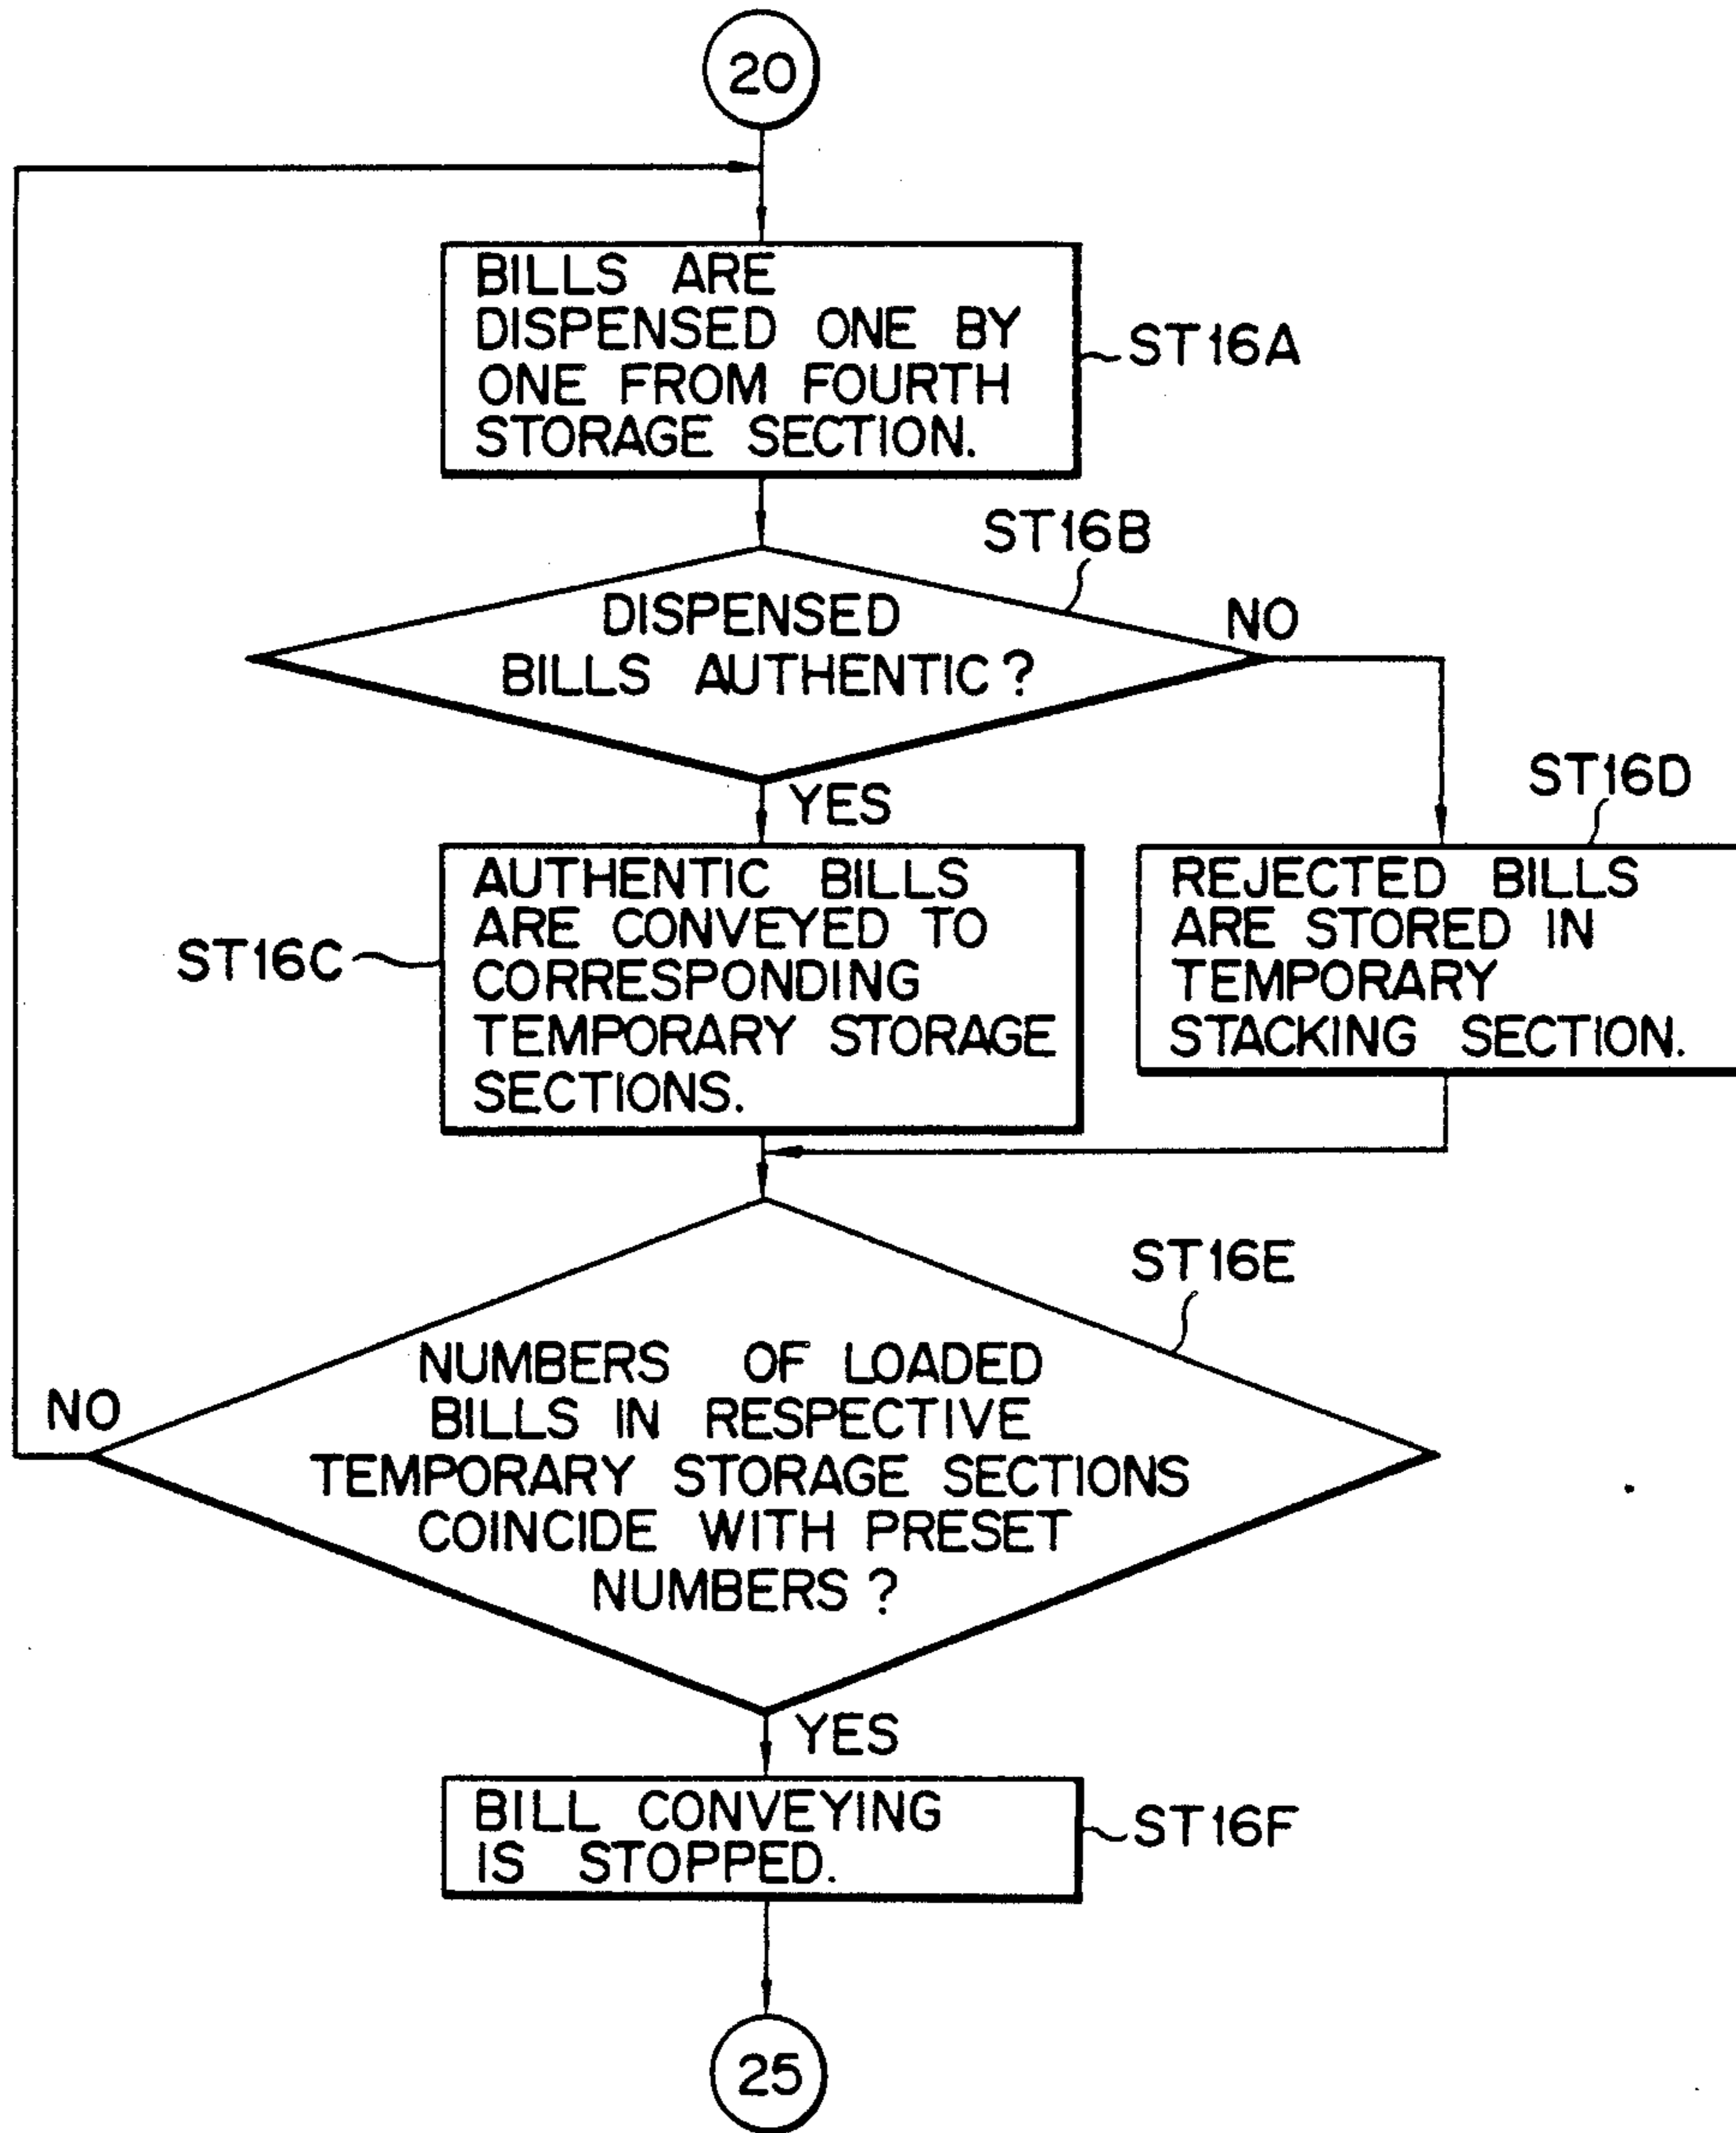 20
BILLS ARE
DISPENSED ONE BY
ONE FROM FOURTH
STORAGE SECTION.
ST16A
ST16B
DISPENSED
BILLS AUTHENTIC?
NO
YES
ST16D
AUTHENTIC BILLS
ARE CONVEYED TO
CORRESPONDING
TEMPORARY STORAGE
SECTIONS.
ST16C
REJECTED BILLS
ARE STORED IN
TEMPORARY
STACKING SECTION.
ST16E
NUMBERS OF LOADED
BILLS IN RESPECTIVE
TEMPORARY STORAGE SECTIONS
COINCIDE WITH PRESET
NUMBERS?
NO
YES
BILL CONVEYING
IS STOPPED.
ST16F
25